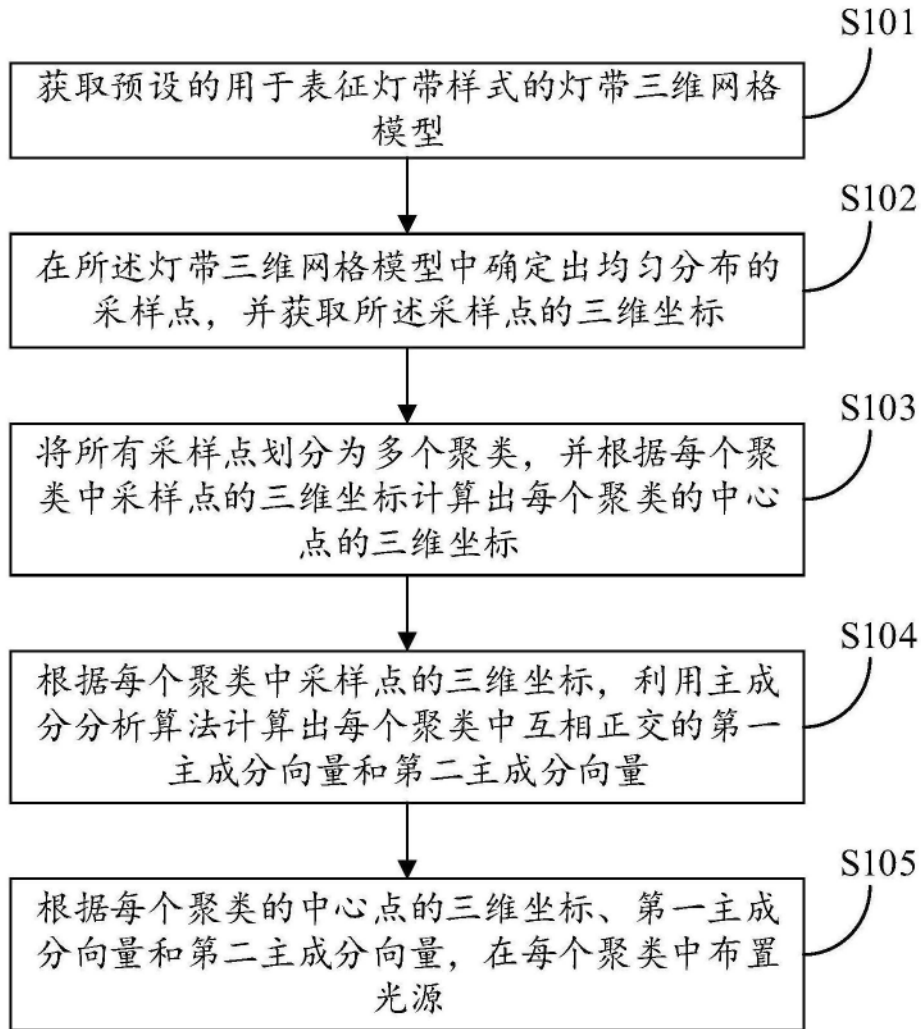 S101
获取预设的用于表征灯带样式的灯带三维网格
模型
S102
在所述灯带三维网格模型中确定出均匀分布的
采样点，并获取所述采样点的三维坐标
S103
将所有采样点划分为多个聚类，并根据每个聚
类中采样点的三维坐标计算出每个聚类的中心
点的三维坐标
S104
根据每个聚类中采样点的三维坐标，利用主成
分分析算法计算出每个聚类中互相正交的第一
主成分向量和第二主成分向量
S105
根据每个聚类的中心点的三维坐标、第一主成
分向量和第二主成分向量，在每个聚类中布置
光源